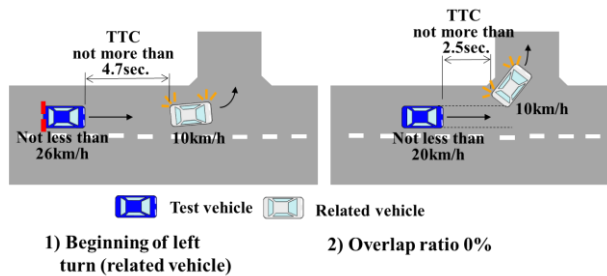 TTC
not more than
4.7sec.
Not less than
26km/h
10km/h
TTC
not more than
2.5sec.
10km/h
Not less than
20km/h
Test vehicle
Related vehicle
1) Beginning of left
turn (related vehicle)
2) Overlap ratio 0%